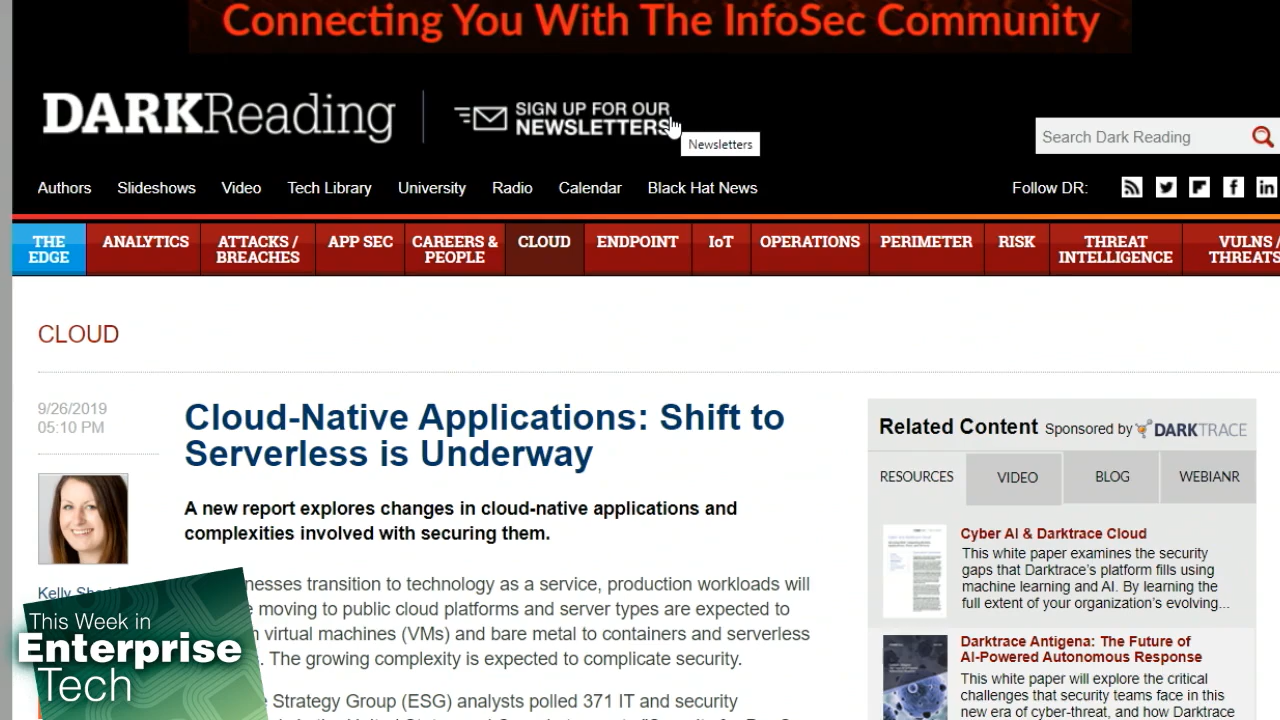 Connecting You With The InfoSec Community
DARKReading
SIGN UP FOR OUR
NEWSLETTERS
Newsletters
Search Dark Reading
Authors Slideshows Video Tech Library University Radio Calendar Black Hat News
Follow DR:
THE EDGE
ANALYTICS
ATTACKS / BREACHES
APP SEC
CAREERS & PEOPLE
CLOUD
ENDPOINT
IoT
OPERATIONS
PERIMETER
RISK
THREAT INTELLIGENCE
VULNS / THREATS
CLOUD
9/26/2019
05:10 PM
Kelly
Cloud-Native Applications: Shift to
Serverless is Underway
A new report explores changes in cloud-native applications and
complexities involved with securing them.
transition to technology as a service, production workloads will
moving to public cloud platforms and server types are expected to
virtual machines (VMs) and bare metal to containers and serverless
. The growing complexity is expected to complicate security.
Strategy Group (ESG) analysts polled 371 IT and security
Related Content Sponsored by DARKTRACE
RESOURCES VIDEO BLOG WEBIANR
Cyber AI & Darktrace Cloud
This white paper examines the security
gaps that Darktrace's platform fills using
machine learning and AI. By learning the
full extent of your organization's evolving...
Darktrace Antigena: The Future of
AI-Powered Autonomous Response
This white paper will explore the critical
challenges that security teams face in this
new era of cyber-threat, and how Darktrace
This Week in
Enterprise
Tech